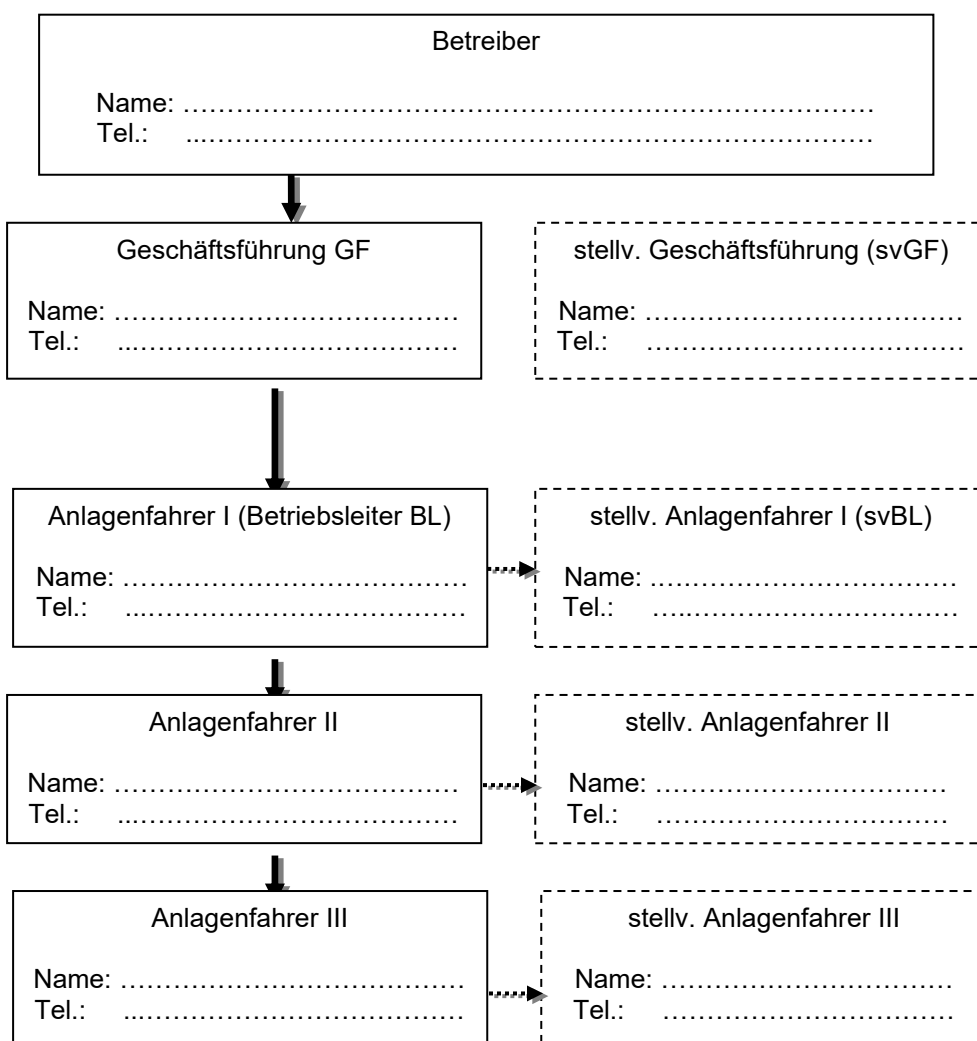 Betreiber
Name: ……………………………………………………………………
Tel.: ...…………………………………………………………………
Geschäftsführung GF
Name: …………………………………
Tel.: ...………………………………
stellv. Geschäftsführung (svGF)
Name: ………………………………
Tel.: ………………………………
Anlagenfahrer I (Betriebsleiter BL)
Name: …………………………………
Tel.: ...………………………………
stellv. Anlagenfahrer I (svBL)
Name: ...……………………………
Tel.: …...……………………………
Anlagenfahrer II
Name: …………………………………
Tel.: ...………………………………
stellv. Anlagenfahrer II
Name: ……………………………
Tel.: ……………………………
Anlagenfahrer III
Name: …………………………………
Tel.: ...………………………………
stellv. Anlagenfahrer III
Name: ……………………………
Tel.: ……………………………